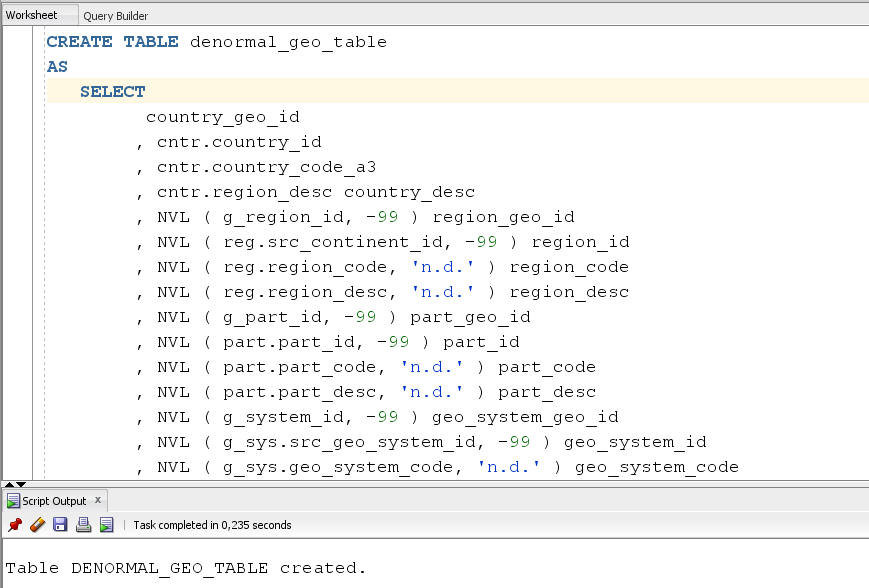 Worksheet Query Builder
CREATE TABLE denormal_geo_table
AS
SELECT
country_geo_id
, cntr.country_id
, cntr.country_code_a3
, cntr.region_desc country_desc
, NVL ( g_region_id, -99 ) region_geo_id
, NVL ( reg.src_continent_id, -99 ) region_id
, NVL ( reg.region_code, 'n.d.' ) region_code
, NVL ( reg.region_desc, 'n.d.' ) region_desc
, NVL ( g_part_id, -99 ) part_geo_id
, NVL ( part.part_id, -99 ) part_id
, NVL ( part.part_code, 'n.d.' ) part_code
, NVL ( part.part_desc, 'n.d.' ) part_desc
, NVL ( g_system_id, -99 ) geo_system_geo_id
, NVL ( g_sys.src_geo_system_id, -99 ) geo_system_id
, NVL ( g_sys.geo_system_code, 'n.d.' ) geo_system_code
Script Output x
Task completed in 0,235 seconds
Table DENORMAL_GEO_TABLE created.